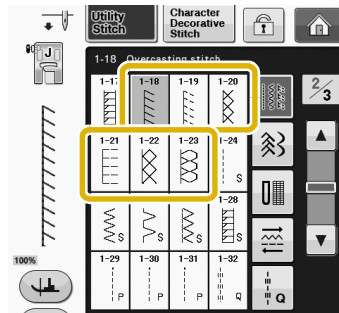 Utility
Stitch
Character
Decorative
Stitch
J
1-18 Overcasting stitch
2/3
1-17 1-18 1-19 1-20
1-21 1-22 1-23 1-24
S
1-28
S S S S
1-29 1-30 1-31 1-32
P P P Q
100%
Q